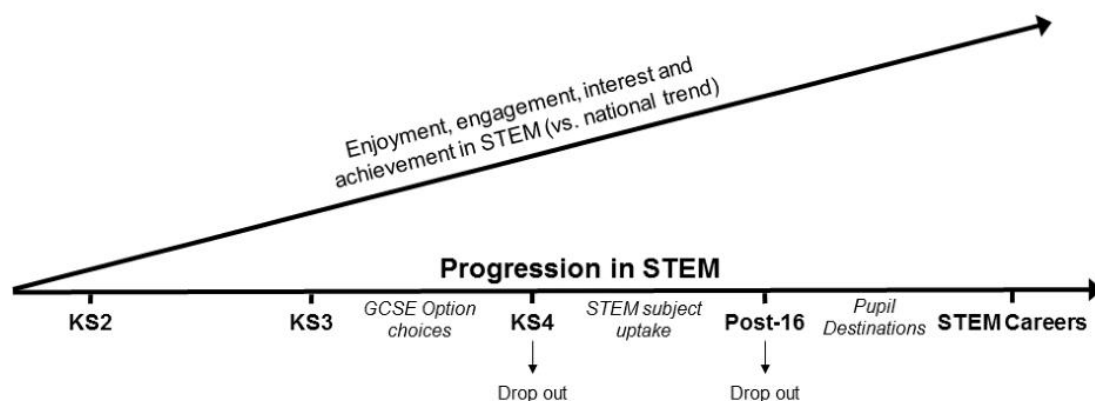 Enjoyment, engagement, interest and
achievement in STEM (vs. national trend)
Progression in STEM
KS2
KS3
GCSE Option
choices
KS4
STEM subject
uptake
Post-16
Pupil
Destinations
STEM Careers
Drop out
Drop out